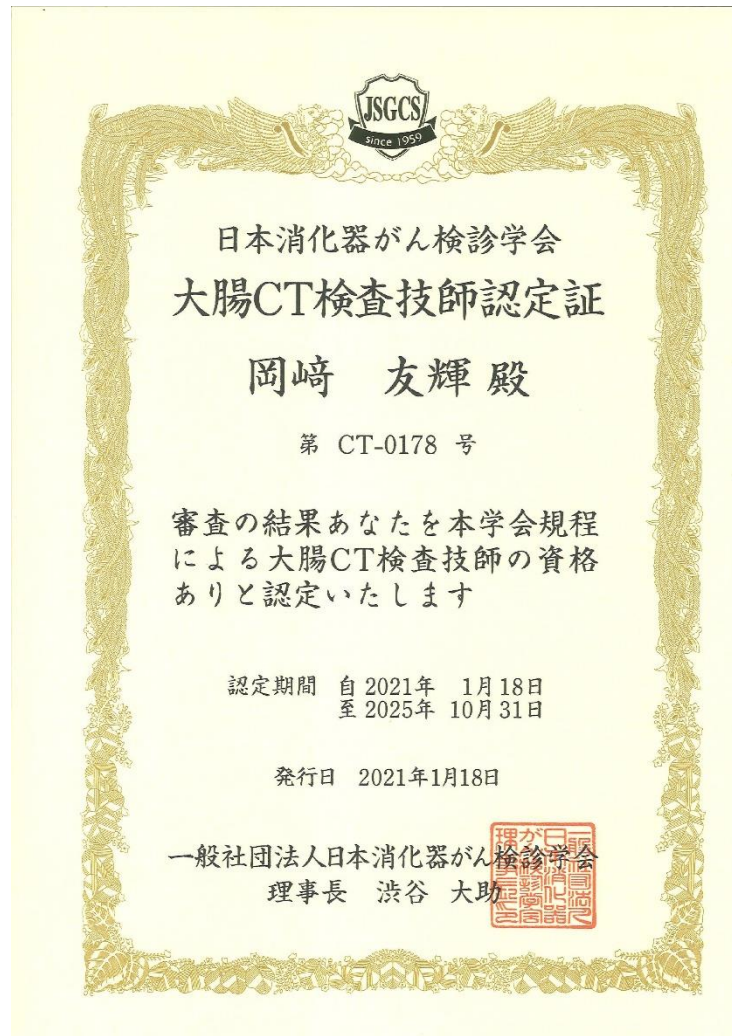 JSGCS
since 1959
日本消化器がん検診学会
大腸CT検査技師認定証
岡﨑 友輝 殿
第 CT-0178 号
審査の結果あなたを本学会規程
による大腸CT検査技師の資格
ありと認定いたします
認定期間 自 2021年 1月18日
至 2025年 10月31日
発行日 2021年1月18日
一般社団法人日本消化器がん検診学会
理事長 渋谷 大助